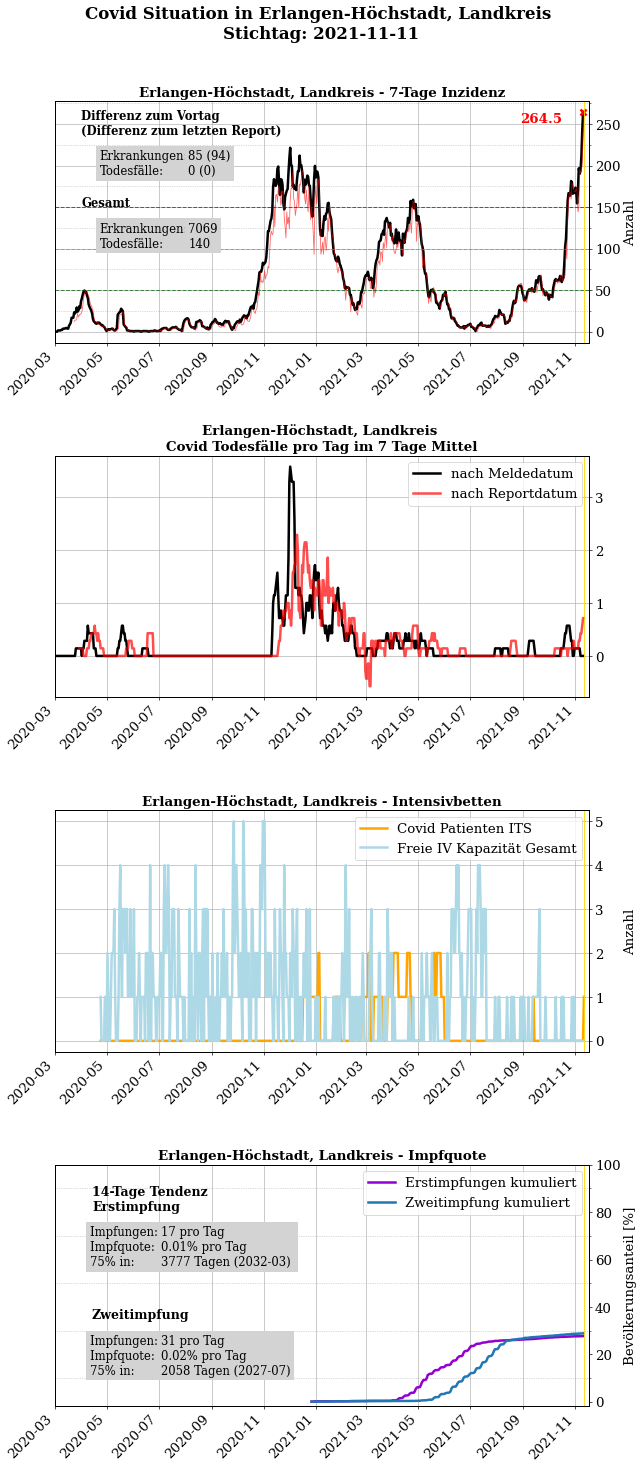 Covid Situation in Erlangen-Höchstadt, Landkreis
Stichtag: 2021-11-11
Erlangen-Höchstadt, Landkreis - 7-Tage Inzidenz
Differenz zum Vortag
(Differenz zum letzten Report)
Erkrankungen 85 (94)
Todesfälle: 0 (0)
Gesamt
Erkrankungen 7069
Todesfälle: 140
264.5
250
200
150
100
50
0
Anzahl
2020-03
2020-05
2020-07
2020-09
2020-11
2021-01
2021-03
2021-05
2021-07
2021-09
2021-11
Erlangen-Höchstadt, Landkreis
Covid Todesfälle pro Tag im 7 Tage Mittel
nach Meldedatum
nach Reportdatum
3
2
1
0
2020-03
2020-05
2020-07
2020-09
2020-11
2021-01
2021-03
2021-05
2021-07
2021-09
2021-11
Erlangen-Höchstadt, Landkreis - Intensivbetten
Covid Patienten ITS
Freie IV Kapazität Gesamt
5
4
3
2
1
0
Anzahl
2020-03
2020-05
2020-07
2020-09
2020-11
2021-01
2021-03
2021-05
2021-07
2021-09
2021-11
Erlangen-Höchstadt, Landkreis - Impfquote
14-Tage Tendenz
Erstimpfung
Impfungen: 17 pro Tag
Impfquote: 0.01% pro Tag
75% in: 3777 Tagen (2032-03)
Zweitimpfung
Impfungen: 31 pro Tag
Impfquote: 0.02% pro Tag
75% in: 2058 Tagen (2027-07)
Erstimpfungen kumuliert
Zweitimpfung kumuliert
100
80
60
40
20
0
Bevölkerungsanteil [%]
2020-03
2020-05
2020-07
2020-09
2020-11
2021-01
2021-03
2021-05
2021-07
2021-09
2021-11